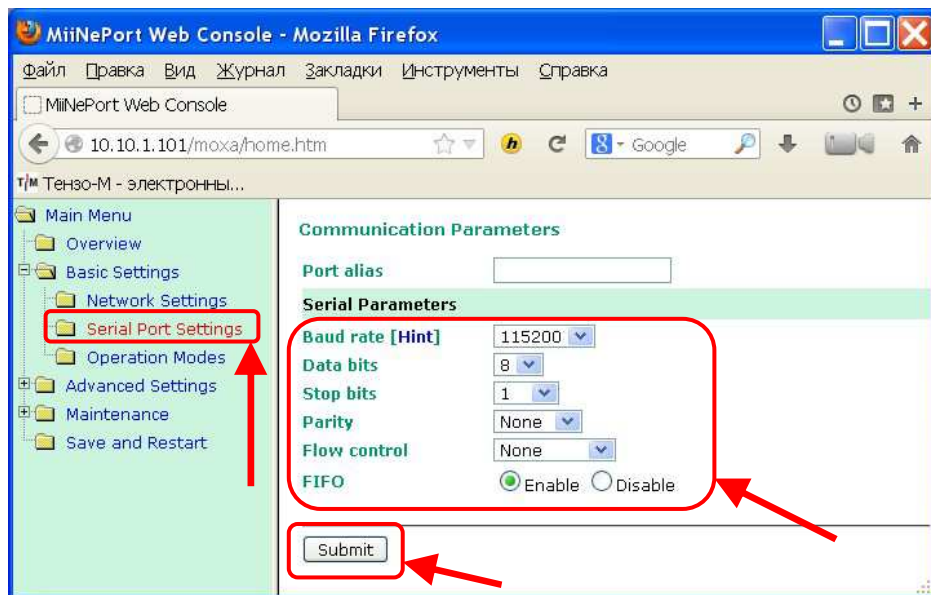 MiiNePort Web Console - Mozilla Firefox
Файл Правка Вид Журнал Закладки Инструменты Справка
MiiNePort Web Console
10.10.1.101/moxa/home.htm
Google
Т/М Тензо-М - электронны...
Main Menu
Overview
Basic Settings
Network Settings
Serial Port Settings
Operation Modes
Advanced Settings
Maintenance
Save and Restart
Communication Parameters
Port alias
Serial Parameters
Baud rate [Hint] 115200
Data bits 8
Stop bits 1
Parity None
Flow control None
FIFO Enable Disable
Submit